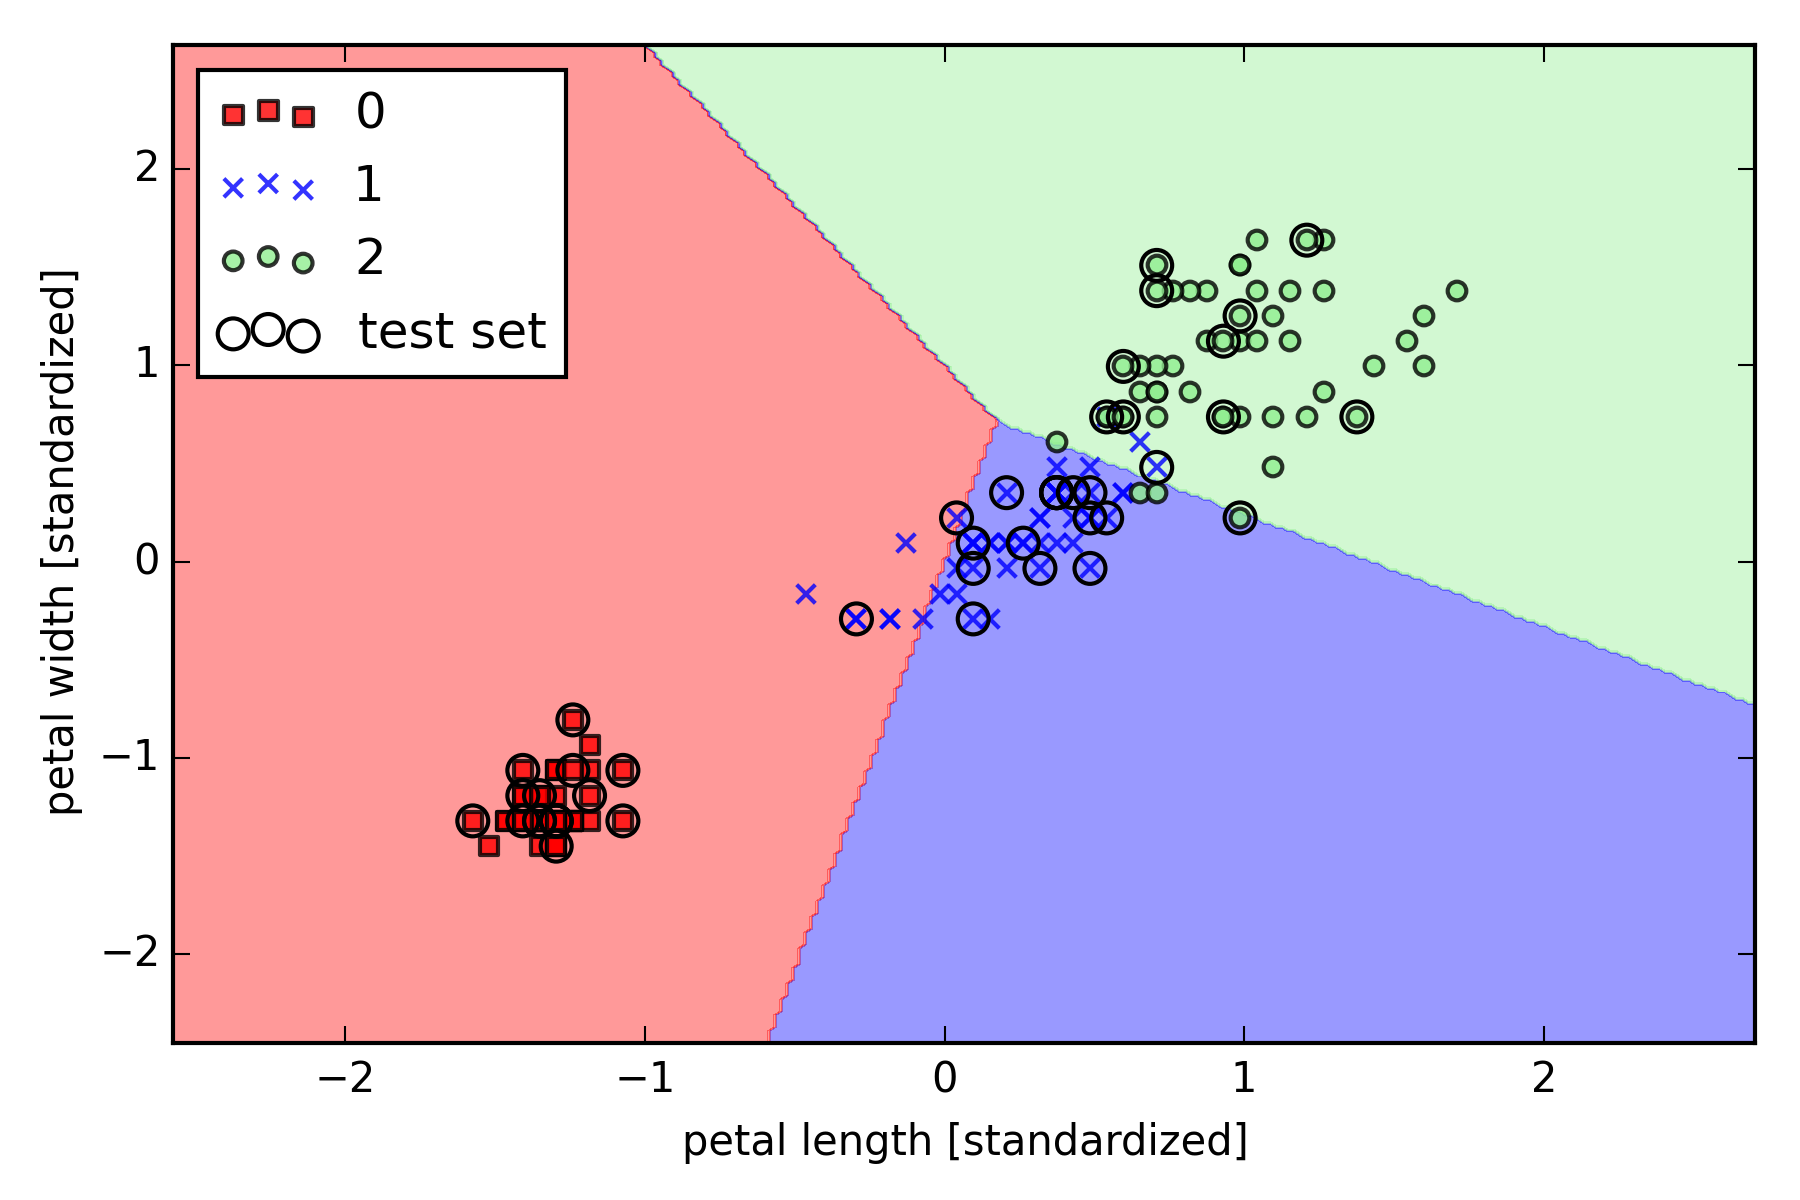 0
1
2
test set
2
1
0
−1
−2
petal width [standardized]
−2 −1 0 1 2
petal length [standardized]